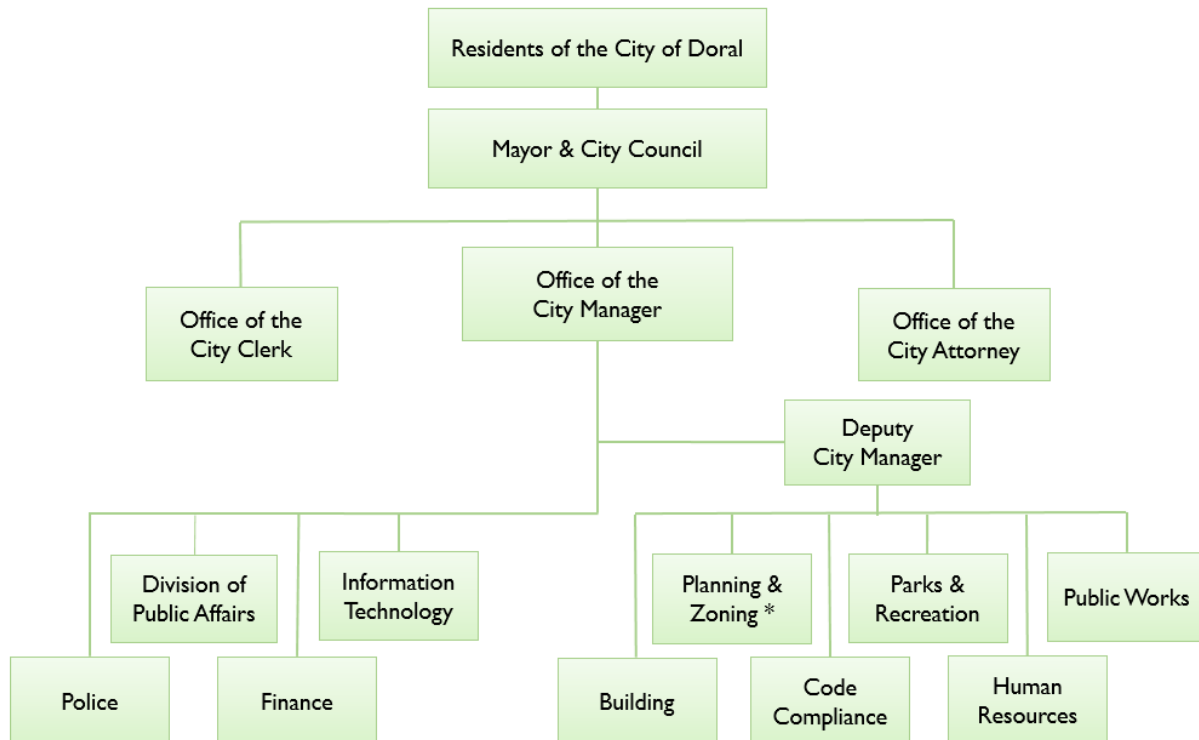 Residents of the City of Doral
Mayor & City Council
Office of the
City Clerk
Office of the
City Manager
Office of the
City Attorney
Deputy
City Manager
Division of
Public Affairs
Information
Technology
Police
Finance
Planning &
Zoning *
Parks &
Recreation
Public Works
Building
Code
Compliance
Human
Resources